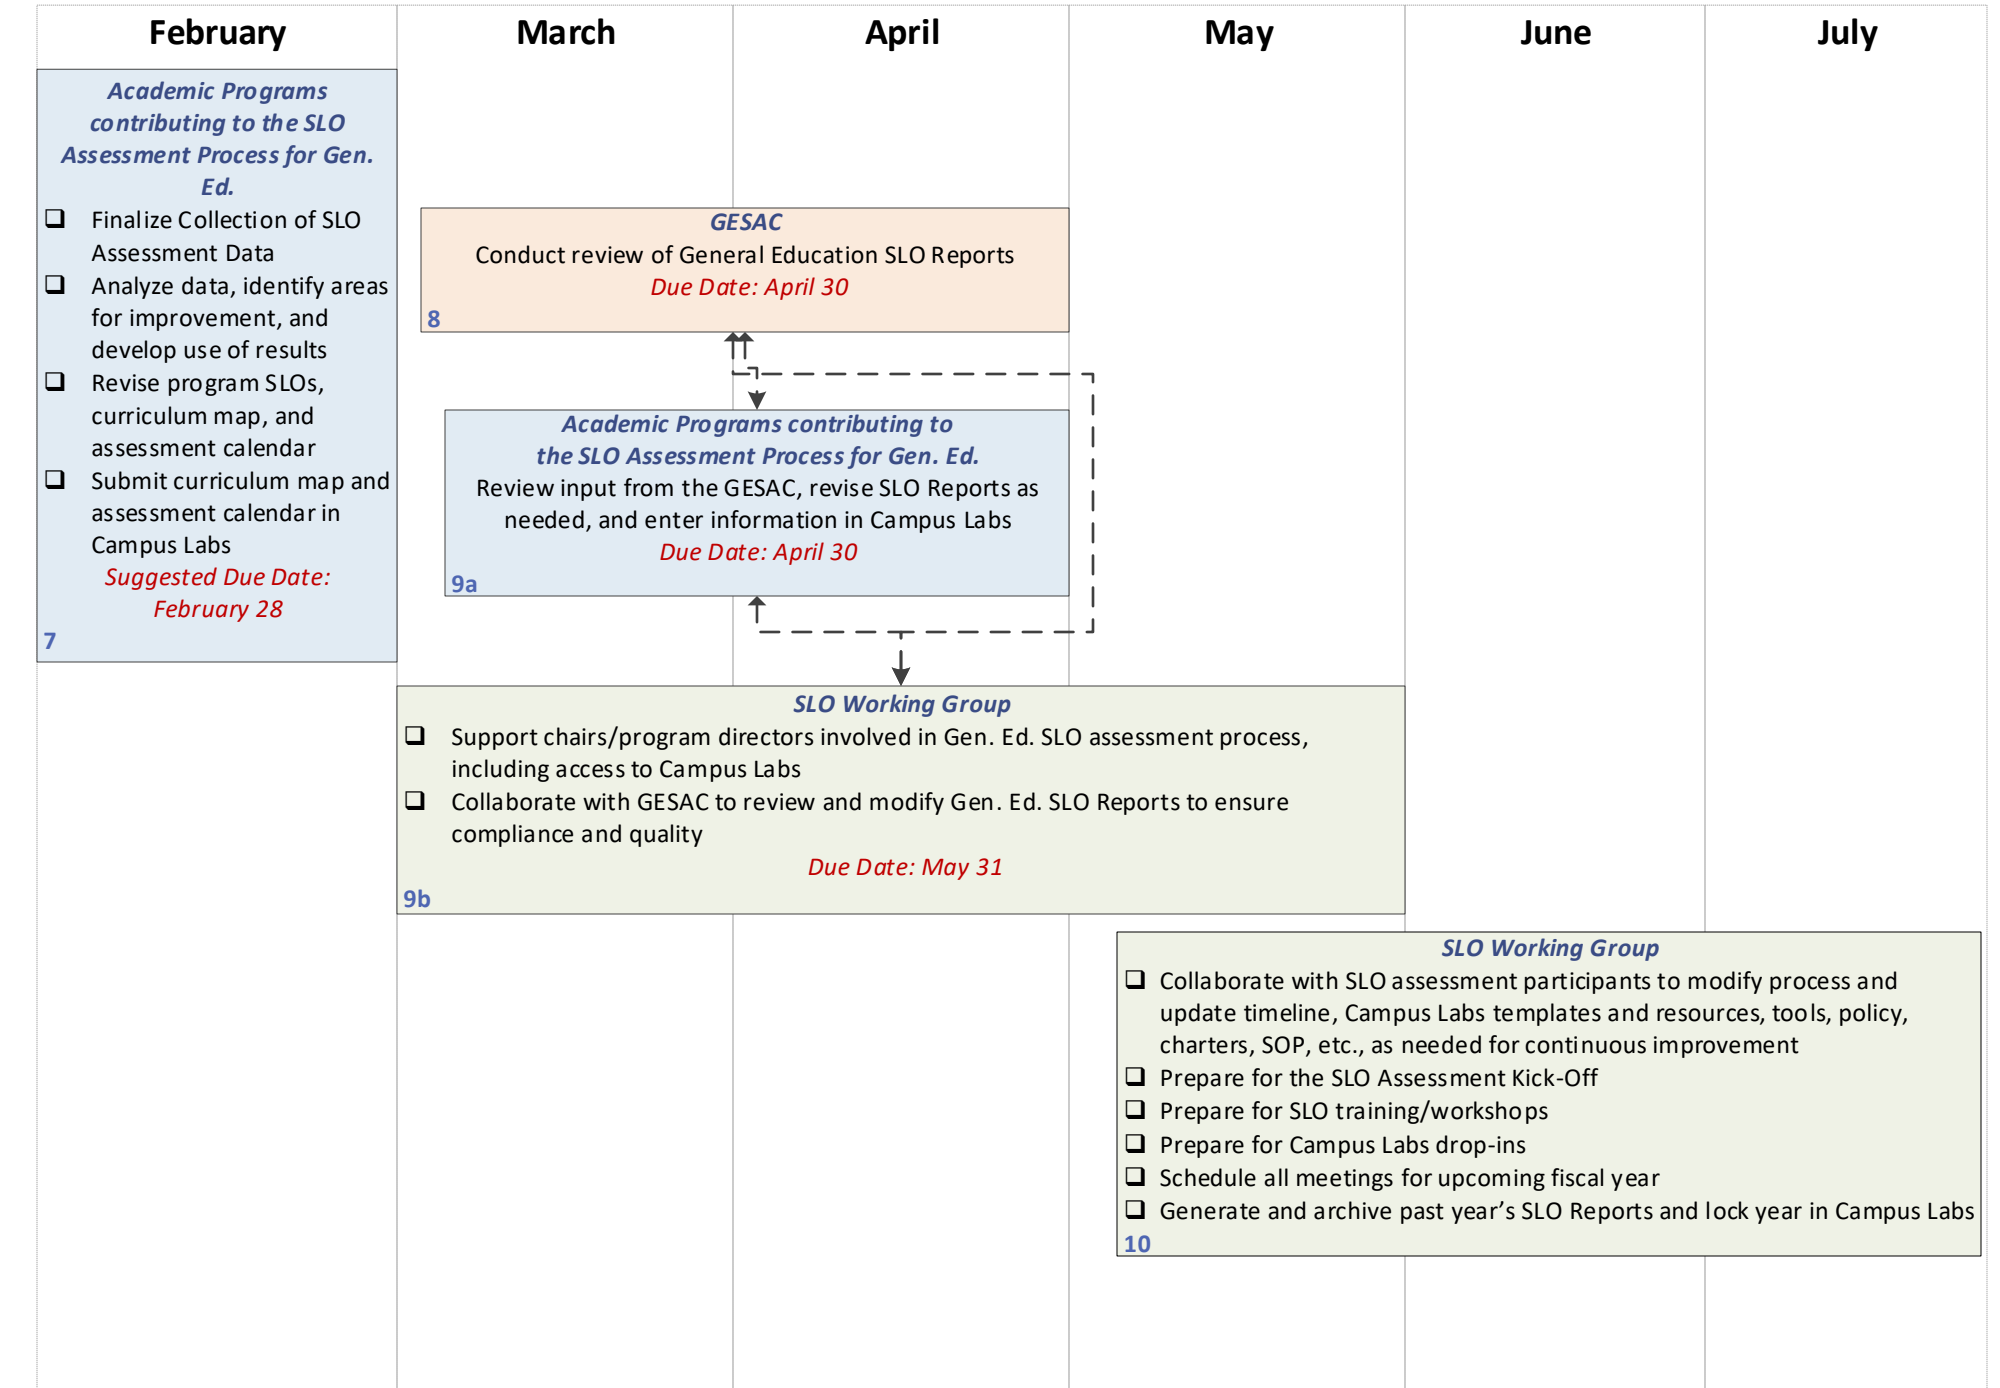 February
March
April
May
June
July
Academic Programs
contributing to the SLO
Assessment Process for Gen.
Ed.
❑ Finalize Collection of SLO
Assessment Data
❑ Analyze data, identify areas
for improvement, and
develop use of results
❑ Revise program SLOs,
curriculum map, and
assessment calendar
❑ Submit curriculum map and
assessment calendar in
Campus Labs
Suggested Due Date:
February 28
7
GESAC
Conduct review of General Education SLO Reports
Due Date: April 30
8
Academic Programs contributing to
the SLO Assessment Process for Gen. Ed.
Review input from the GESAC, revise SLO Reports as
needed, and enter information in Campus Labs
Due Date: April 30
9a
SLO Working Group
❑ Support chairs/program directors involved in Gen. Ed. SLO assessment process,
including access to Campus Labs
❑ Collaborate with GESAC to review and modify Gen. Ed. SLO Reports to ensure
compliance and quality
Due Date: May 31
9b
SLO Working Group
❑ Collaborate with SLO assessment participants to modify process and
update timeline, Campus Labs templates and resources, tools, policy,
charters, SOP, etc., as needed for continuous improvement
❑ Prepare for the SLO Assessment Kick-Off
❑ Prepare for SLO training/workshops
❑ Prepare for Campus Labs drop-ins
❑ Schedule all meetings for upcoming fiscal year
❑ Generate and archive past year’s SLO Reports and lock year in Campus Labs
10